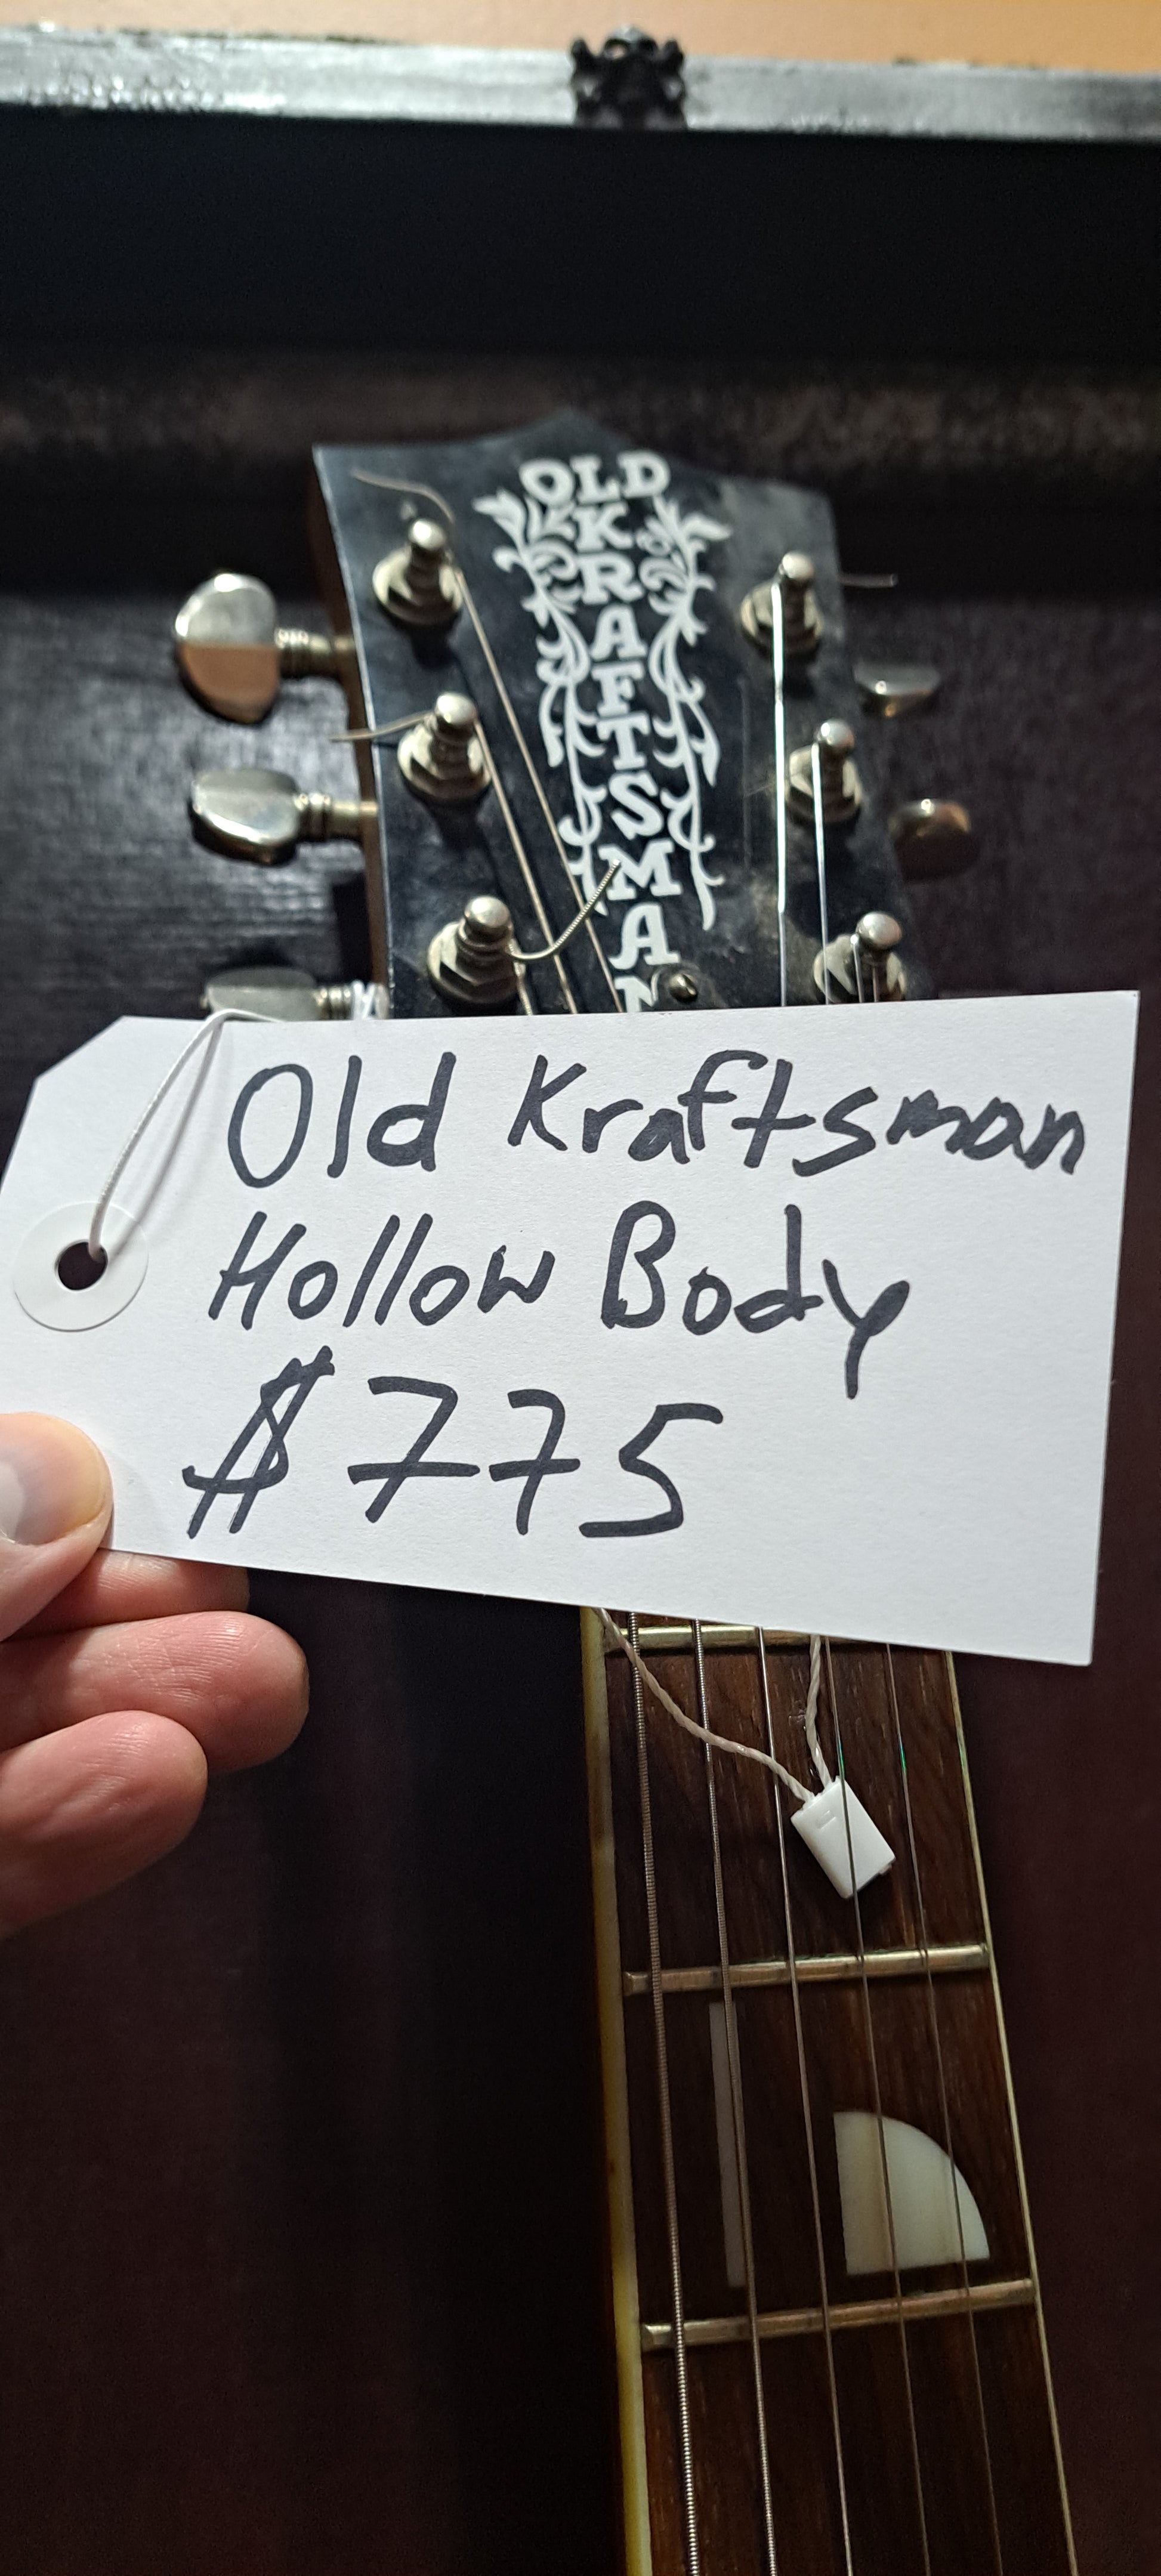 OLD
KRAFTSMAN
Old Kraftsman
Hollow Body
$775